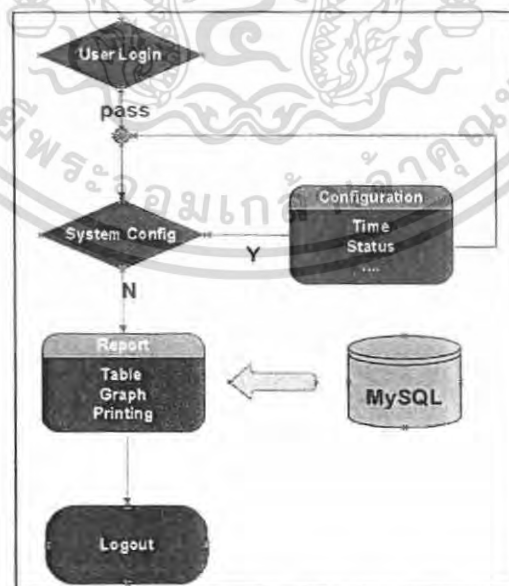 User Login
pass
System Config
Y
N
Configuration
Time
Status
....
Report
Table
Graph
Printing
MySQL
Logout